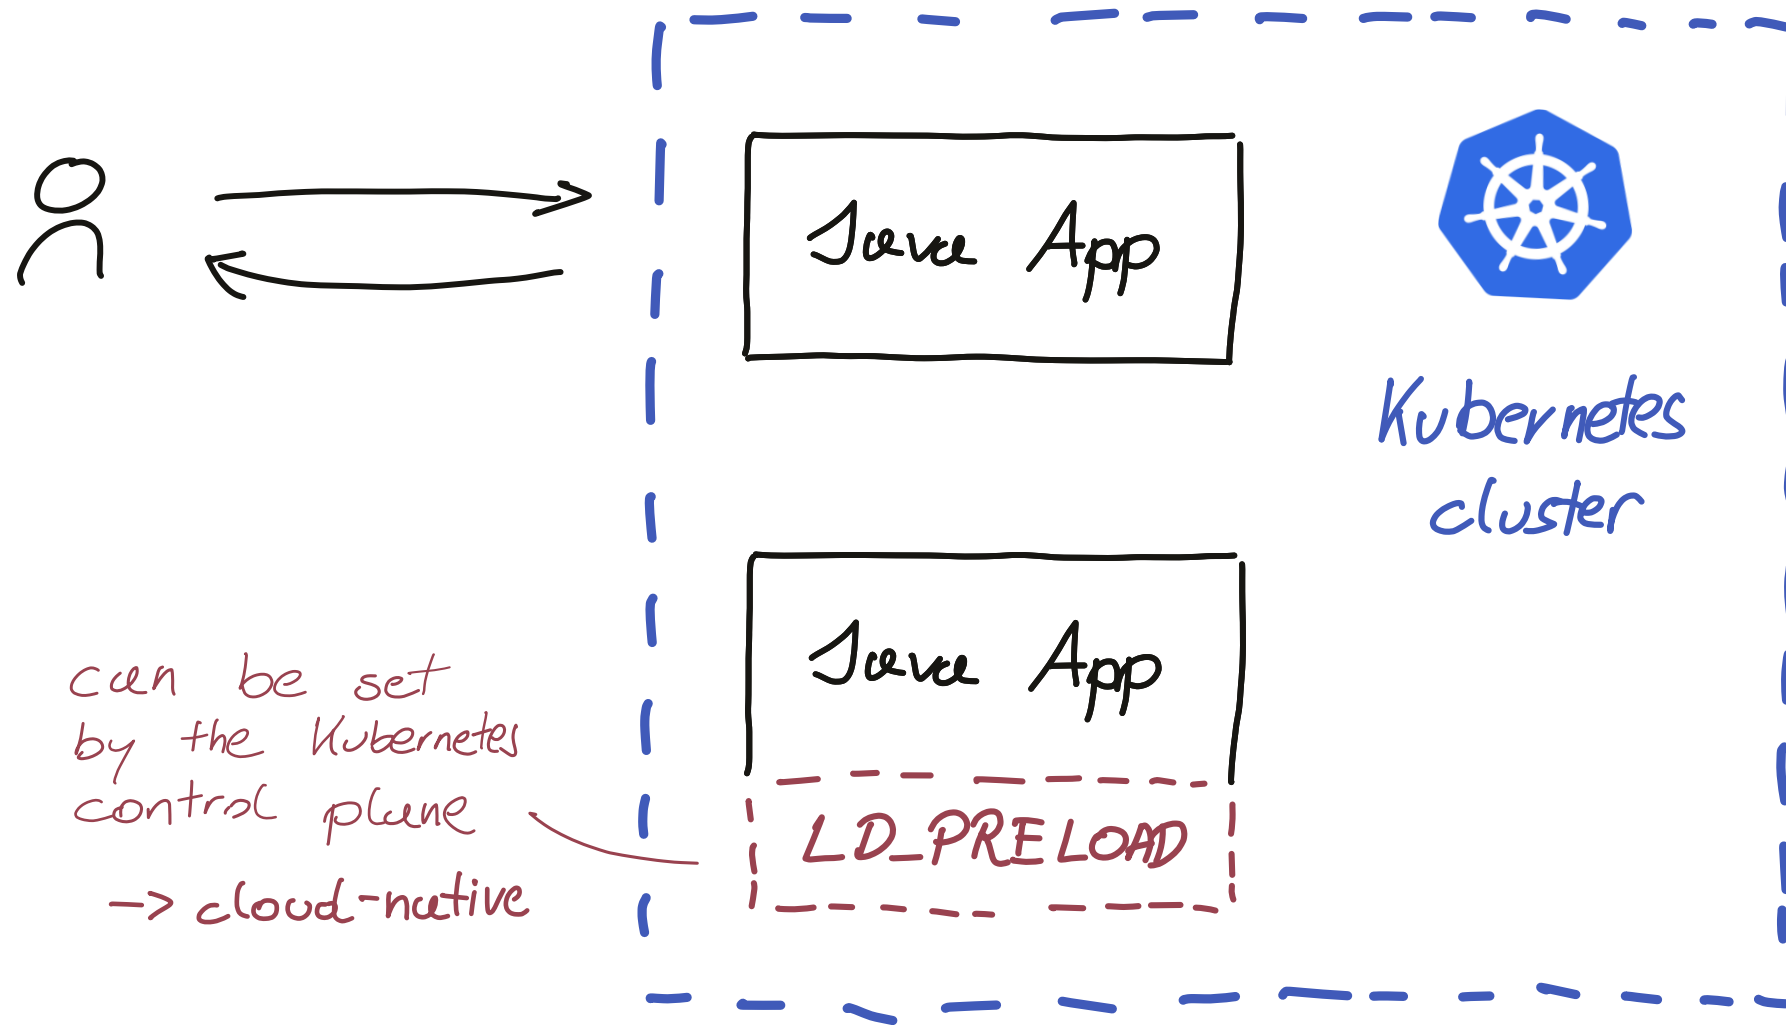 Java App
Kubernetes
cluster
Java App
LD_PRELOAD
can be set
by the Kubernetes
control plane
-> cloud-native